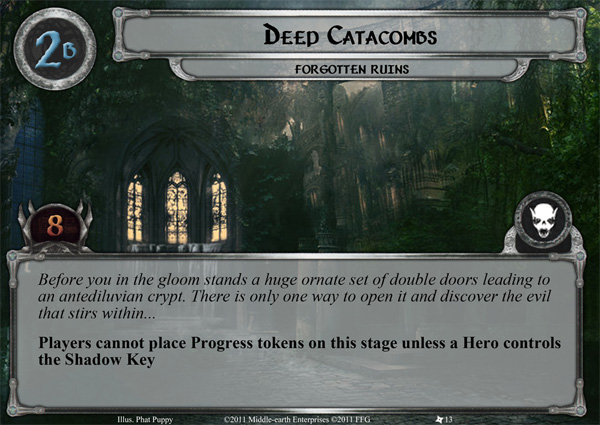 2B
DEEP CATACOMBS
FORGOTTEN RUINS
8
Before you in the gloom stands a huge ornate set of double doors leading to
an antediluvian crypt. There is only one way to open it and discover the evil
that stirs within...
Players cannot place Progress tokens on this stage unless a Hero controls
the Shadow Key
Illus. Phat Puppy ©2011 Middle-earth Enterprises ©2011 FFG 13